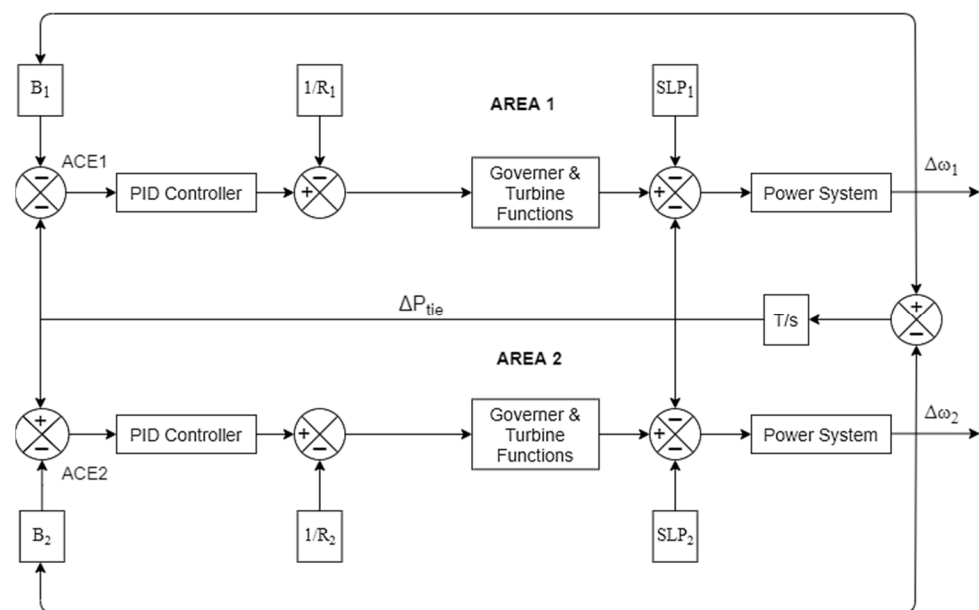 B₁
1/R₁
AREA 1
SLP₁
ACE1
PID Controller
Governer &
Turbine
Functions
Power System
Δω₁
−
−
+
−
+
−
−
ΔPtie
T/s
+
−
AREA 2
ACE2
PID Controller
Governer &
Turbine
Functions
Power System
Δω₂
+
−
+
−
−
+
−
B₂
1/R₂
SLP₂